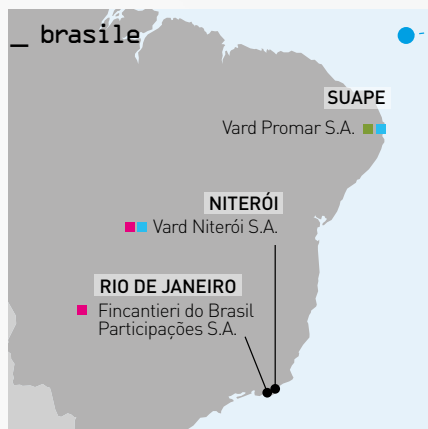 _ brasile
SUAPE
Vard Promar S.A.
NITERÓI
Vard Niterói S.A.
RIO DE JANEIRO
Fincantieri do Brasil
Participações S.A.